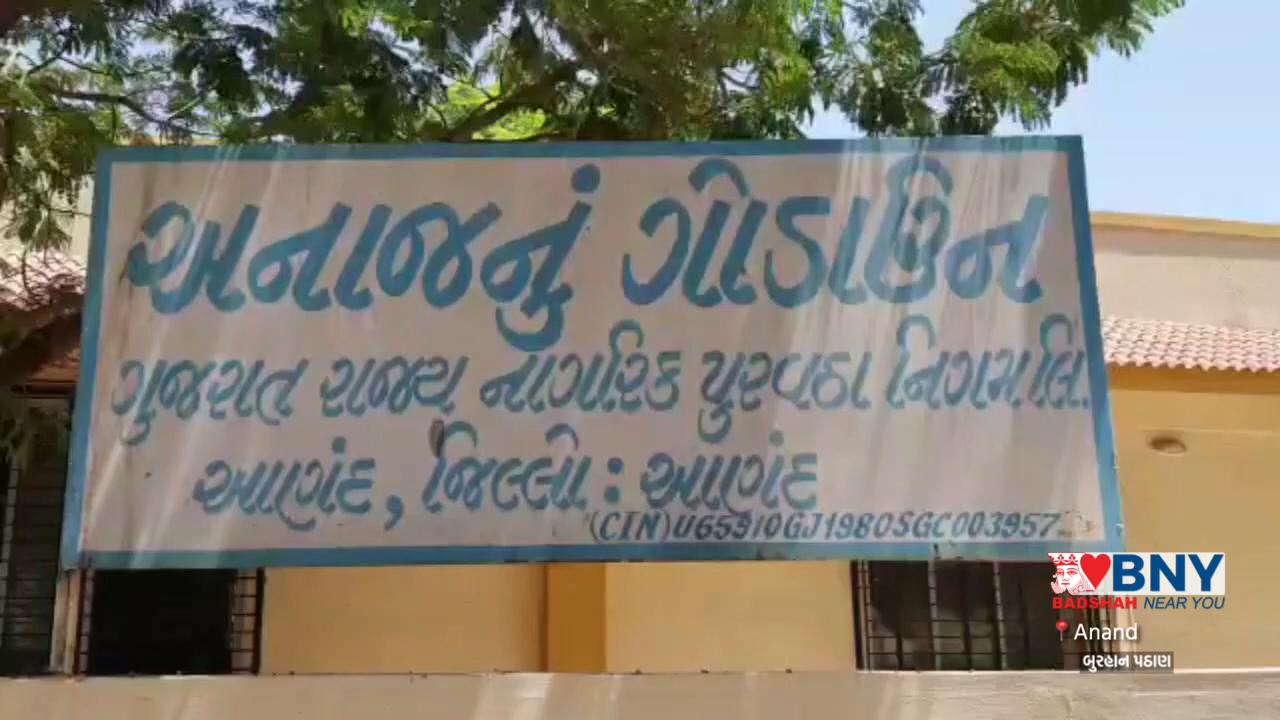 અનાજનું ગોડાઉન
ગુજરાત રાજ્ય નાગરિક પુરવઠા નિગમ લિ.
આણંદ, જિલ્લો : આણંદ
(CIN)U65910GJ1980SGC003957
BNY
BADSHAH NEAR YOU
Anand
બુરહાન પઠાણ